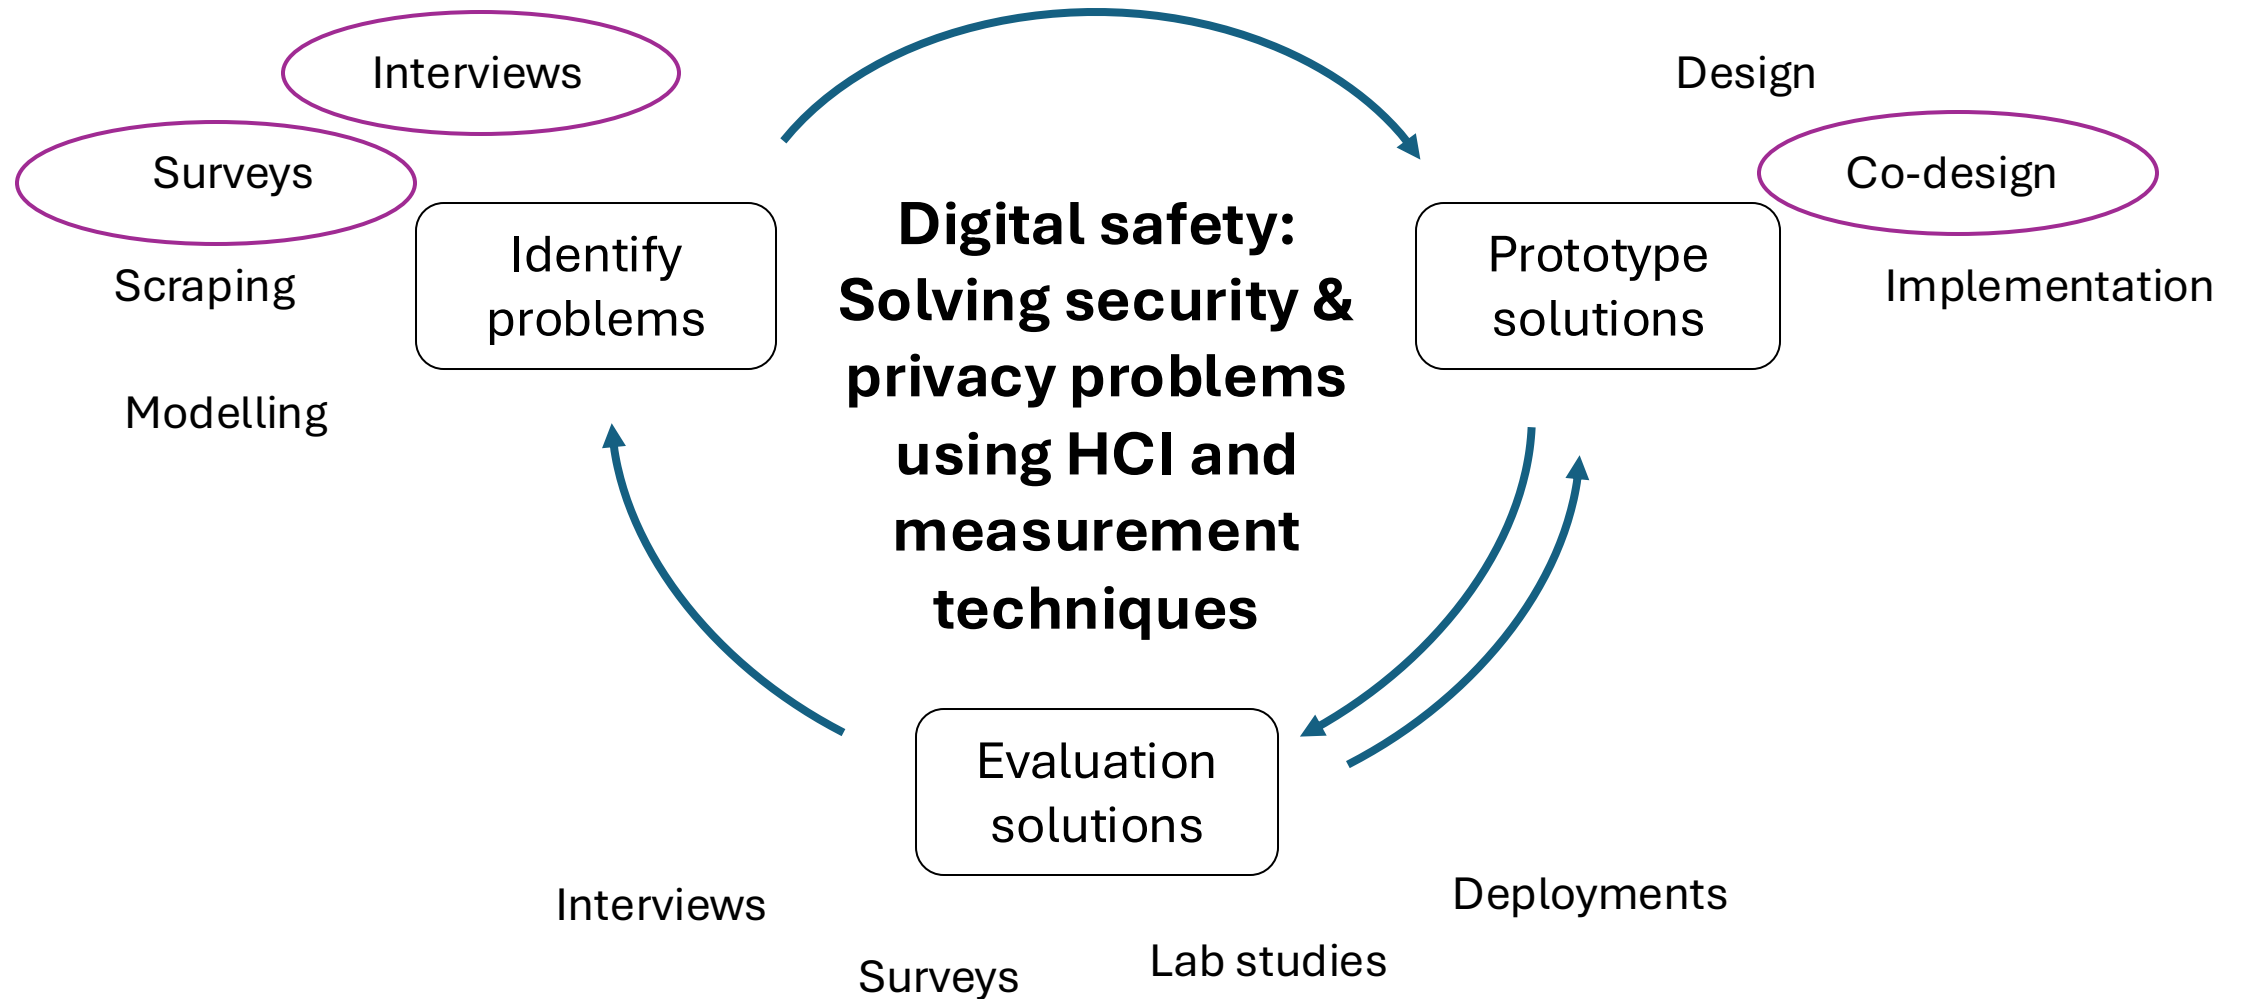 Interviews
Surveys
Scraping
Modelling
Identify
problems
Digital safety:
Solving security &
privacy problems
using HCI and
measurement
techniques
Design
Co-design
Implementation
Prototype
solutions
Evaluation
solutions
Interviews
Surveys
Lab studies
Deployments